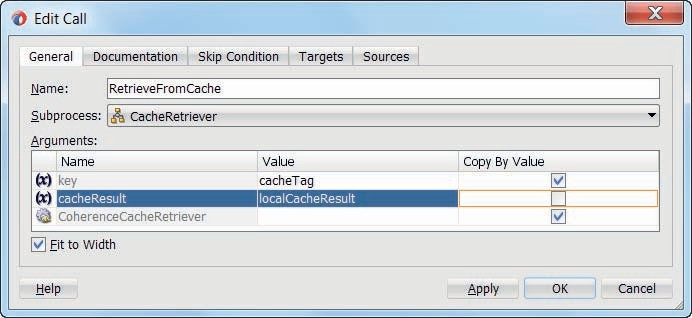 Edit Call
General Documentation Skip Condition Targets Sources
Name: RetrieveFromCache
Subprocess: CacheRetriever
Arguments:
Name Value Copy By Value
(x) key cacheTag
(x) cacheResult localCacheResult
CoherenceCacheRetriever
Fit to Width
Help Apply OK Cancel